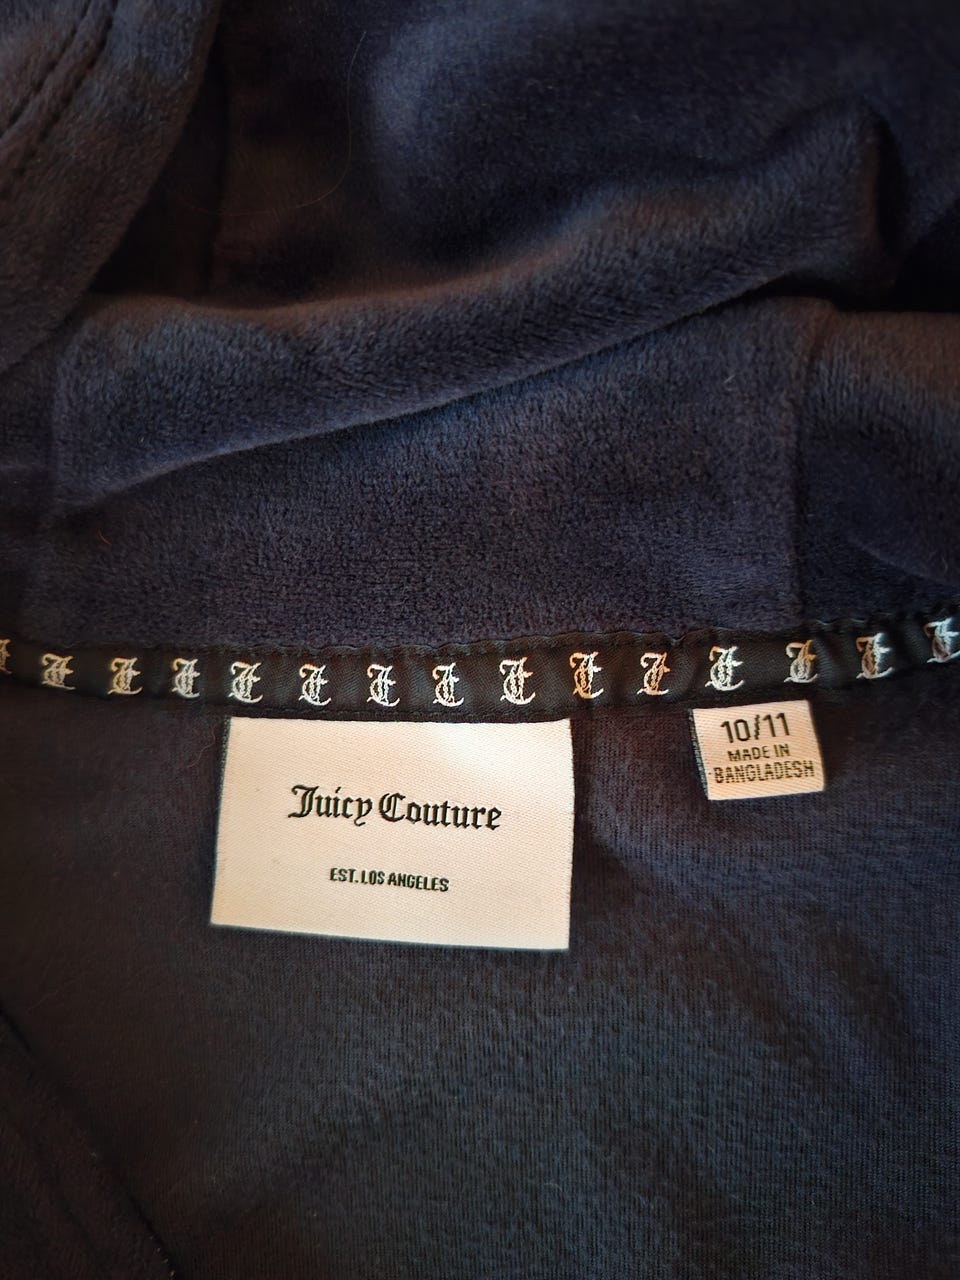 Juicy Couture
EST. LOS ANGELES
10/11
MADE IN
BANGLADESH